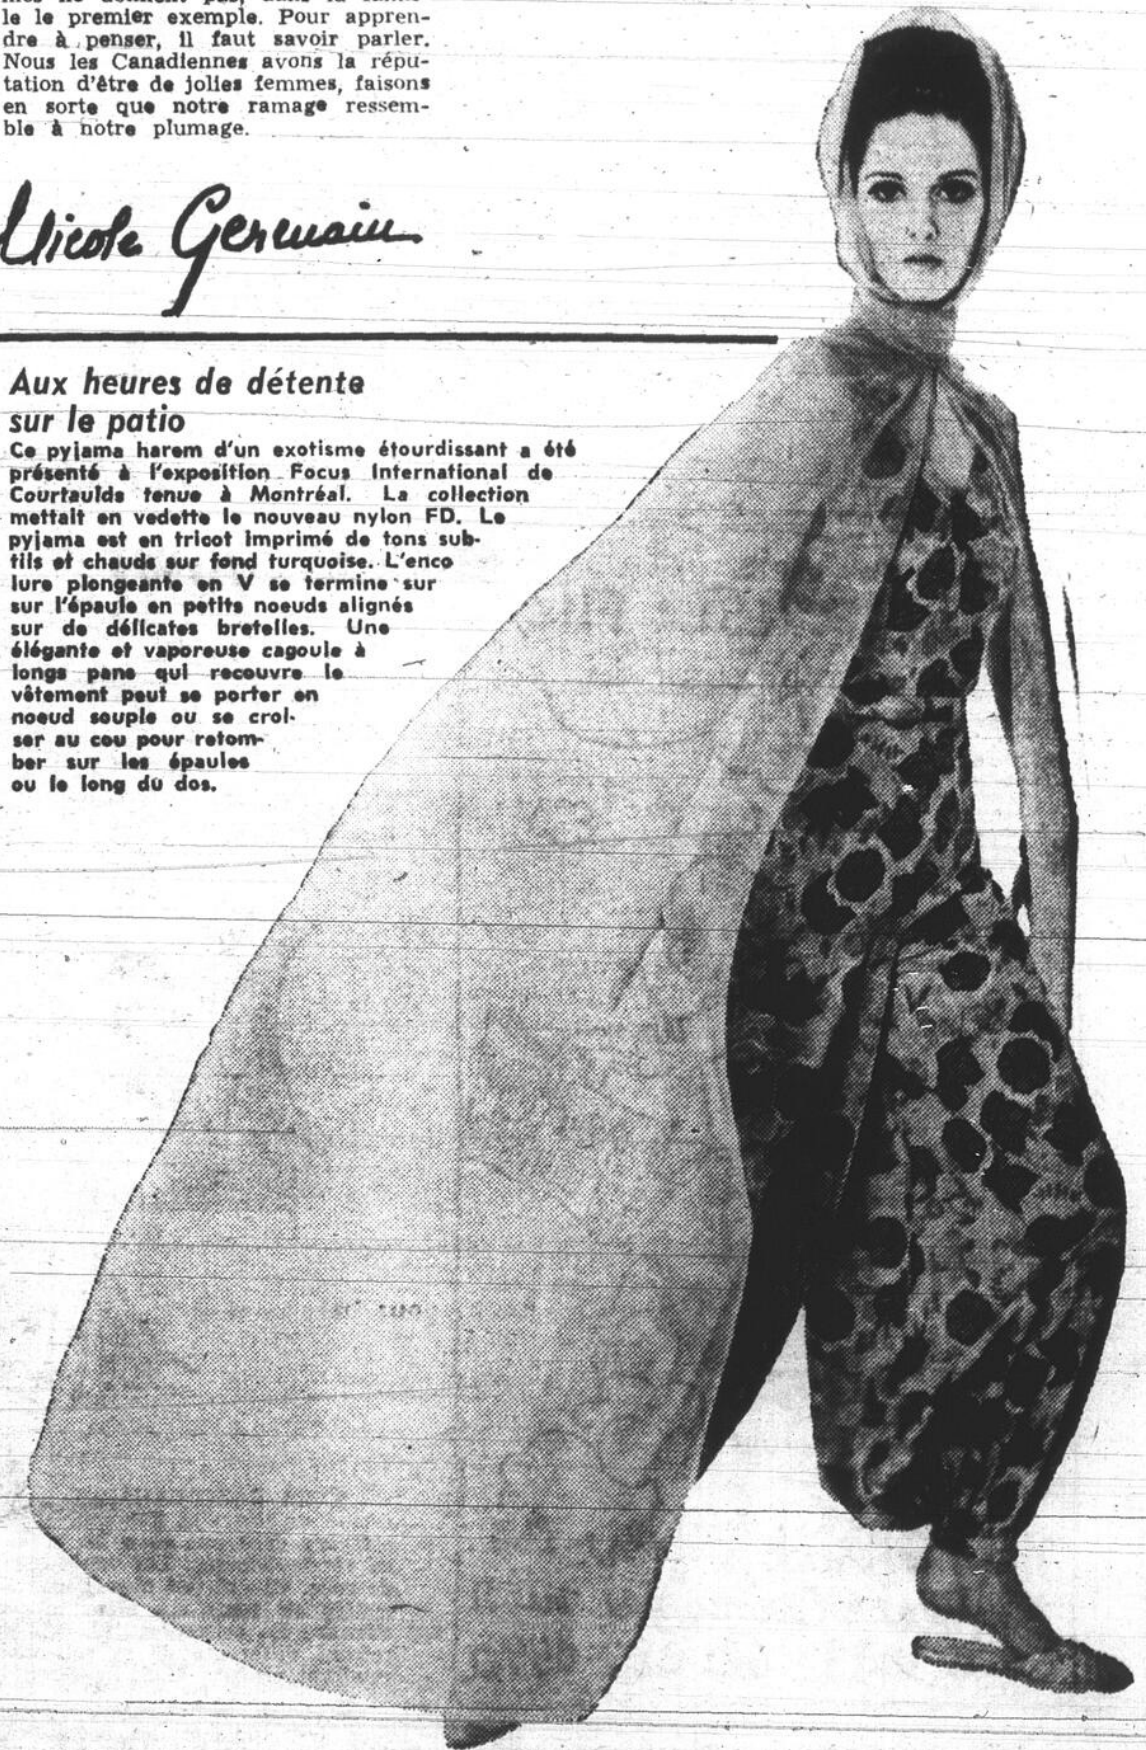 le le premier exemple. Pour appren-
dre à penser, il faut savoir parler.
Nous les Canadiennes avons la répu-
tation d'être de jolies femmes, faisons
en sorte que notre ramage ressem-
ble à notre plumage.
Nicole Germain
Aux heures de détente
sur le patio
Ce pyjama harem d'un exotisme étourdissant a été
présenté à l'exposition Focus International de
Courtaulds tenue à Montréal. La collection
mettait en vedette le nouveau nylon FD. Le
pyjama est en tricot imprimé de tons sub-
tils et chauds sur fond turquoise. L'enco
lure plongeante en V se termine sur
sur l'épaule en petits noeuds alignés
sur de délicates bretelles. Une
élégante et vaporeuse cagoule à
longs pans qui recouvre le
vêtement peut se porter en
noeud souple ou se croi-
ser au cou pour retom-
ber sur les épaules
ou le long du dos.